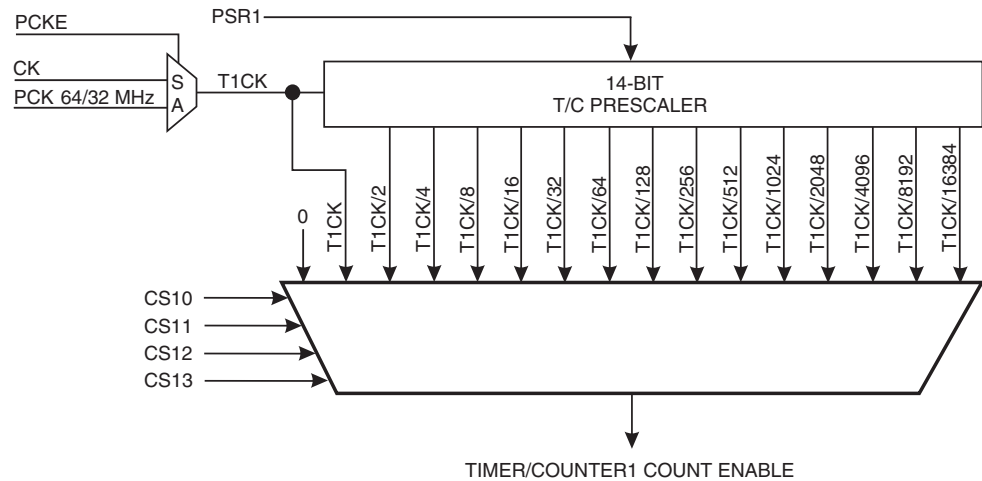 PCKE
PSR1
CK
PCK 64/32 MHz
S
A
T1CK
14-BIT
T/C PRESCALER
0
T1CK
T1CK/2
T1CK/4
T1CK/8
T1CK/16
T1CK/32
T1CK/64
T1CK/128
T1CK/256
T1CK/512
T1CK/1024
T1CK/2048
T1CK/4096
T1CK/8192
T1CK/16384
CS10
CS11
CS12
CS13
TIMER/COUNTER1 COUNT ENABLE